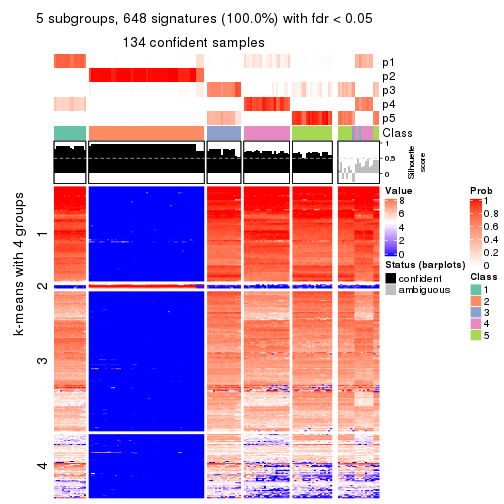 5 subgroups, 648 signatures (100.0%) with fdr < 0.05
134 confident samples
p1
p2
p3
p4
p5
Class
1
0.5
0
Silhouette
score
k-means with 4 groups
1
2
3
4
Value
8
6
4
2
0
Status (barplots)
confident
ambiguous
Prob
1
0.8
0.6
0.4
0.2
0
Class
1
2
3
4
5